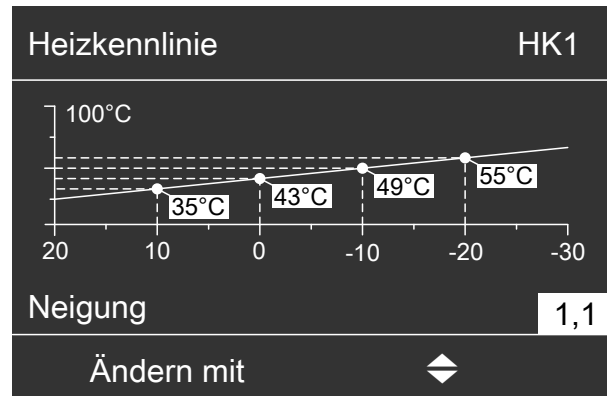 Heizkennlinie HK1
100°C
35°C 43°C 49°C 55°C
20 10 0 -10 -20 -30
Neigung 1,1
Ändern mit